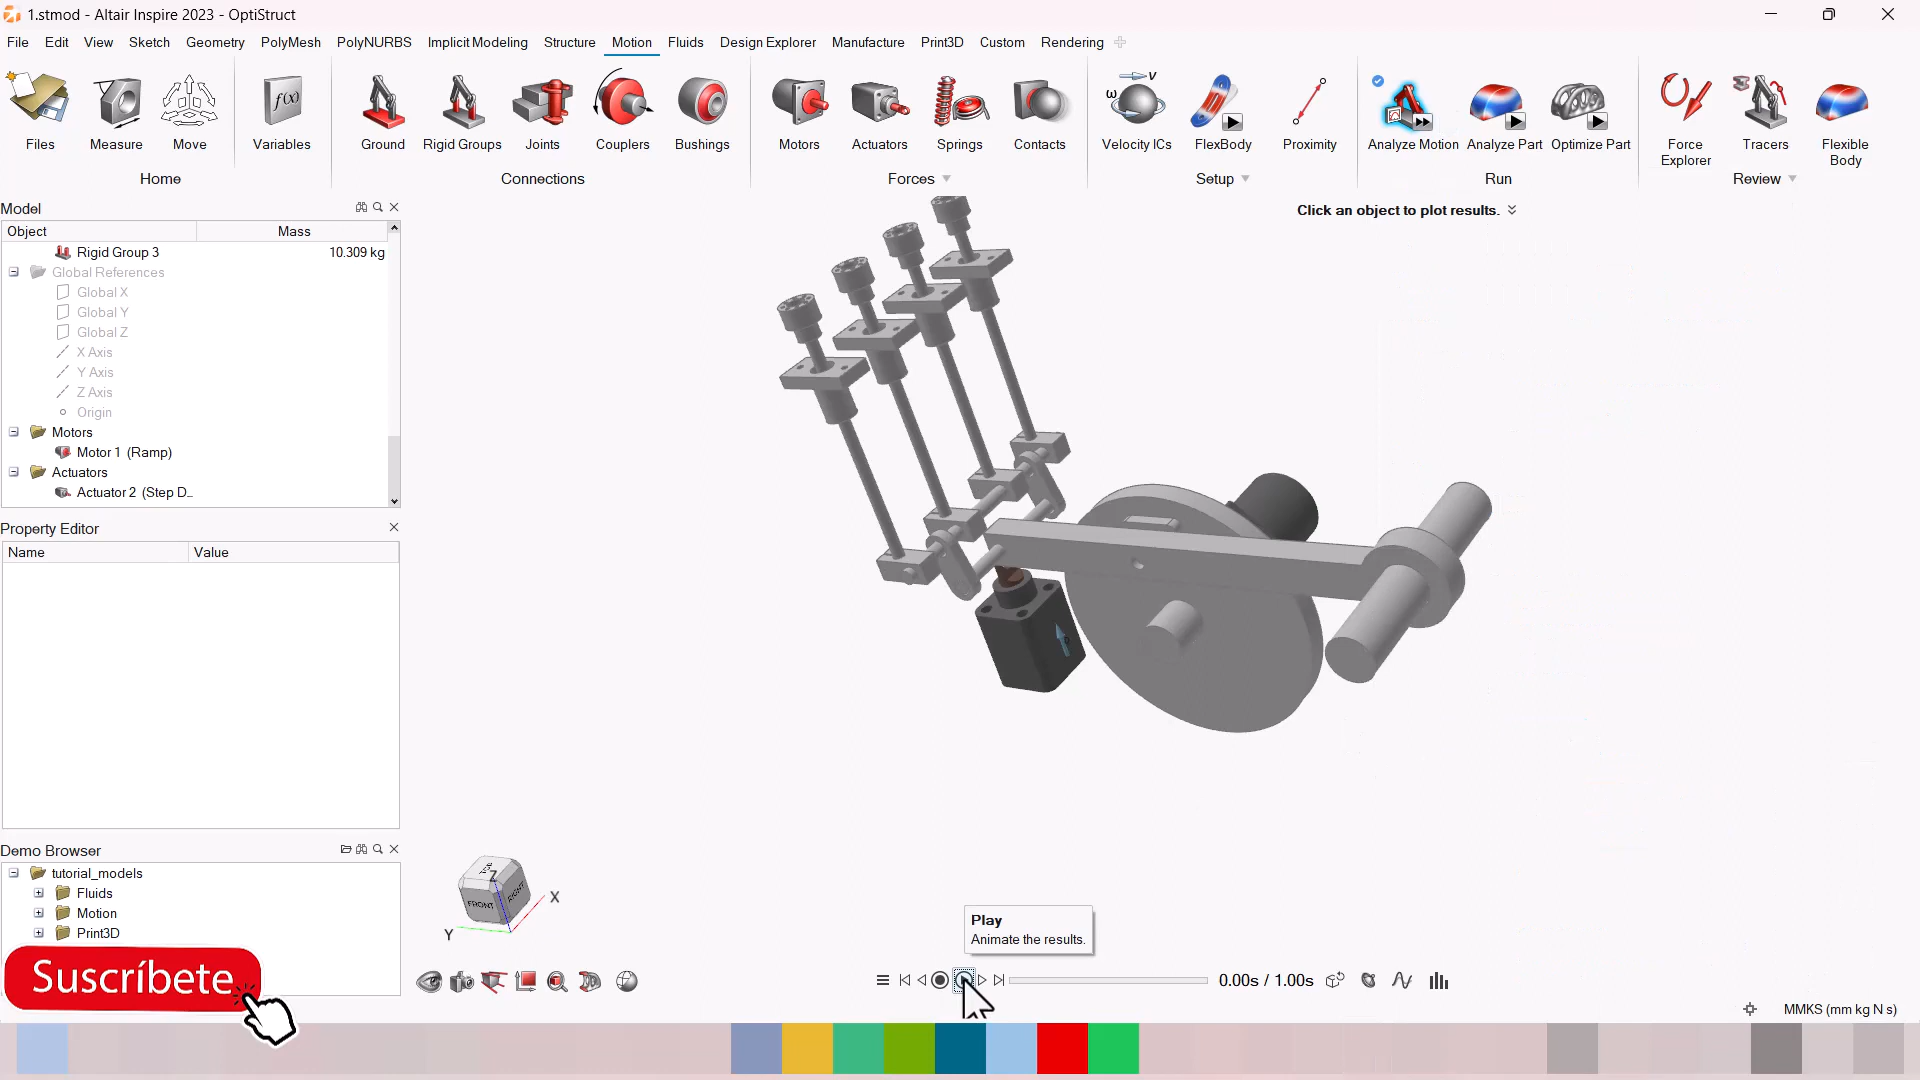 1.stmod - Altair Inspire 2023 - OptiStruct
File Edit View Sketch Geometry PolyMesh PolyNURBS Implicit Modeling Structure Motion Fluids Design Explorer Manufacture Print3D Custom Rendering
f(x) V ω
Files Measure Move Variables Ground Rigid Groups Joints Couplers Bushings Motors Actuators Springs Contacts Velocity ICs FlexBody Proximity Analyze Motion Analyze Part Optimize Part Force Explorer Tracers Flexible Body
Home Connections Forces Setup Run Review
Model
Click an object to plot results.
Object Mass
Rigid Group 3 10.309 kg
Global References
Global X
Global Y
Global Z
X Axis
Y Axis
Z Axis
Origin
Motors
Motor 1 (Ramp)
Actuators
Actuator 2 (Step D...
Property Editor
Name Value
Demo Browser
tutorial_models
Fluids
Motion
Print3D
TOP Z
FRONT RIGHT
X
Y
Play
Animate the results.
Suscríbete
0.00s / 1.00s
MMKS (mm kg N s)